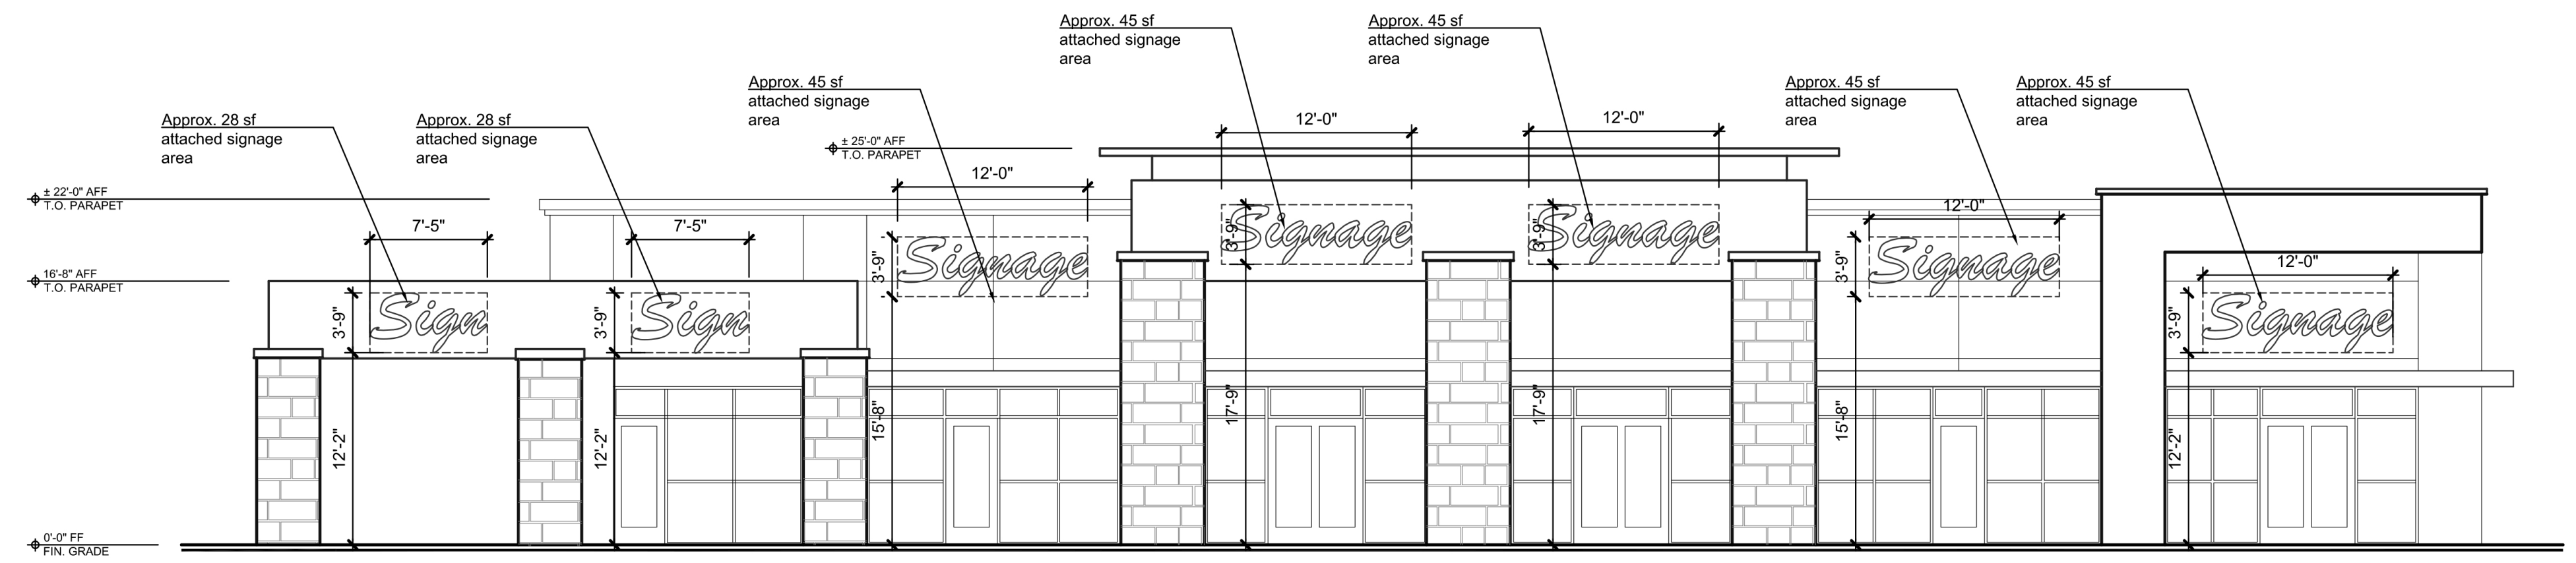 Approx. 45 sf
attached signage
area
Approx. 45 sf
attached signage
area
Approx. 45 sf
attached signage
area
Approx. 45 sf
attached signage
area
Approx. 45 sf
attached signage
area
Approx. 28 sf
attached signage
area
Approx. 28 sf
attached signage
area
12'-0"
12'-0"
± 25'-0" AFF
T.O. PARAPET
12'-0"
± 22'-0" AFF
T.O. PARAPET
12'-0"
7'-5"
7'-5"
3'-9"
Signage
3'-9"
Signage
3'-9"
Signage
3'-9"
Signage
12'-0"
16'-8" AFF
T.O. PARAPET
3'-9"
Sign
3'-9"
Sign
3'-9"
Signage
12'-2"
12'-2"
15'-8"
17'-9"
17'-9"
15'-8"
12'-2"
0'-0" FF
FIN. GRADE